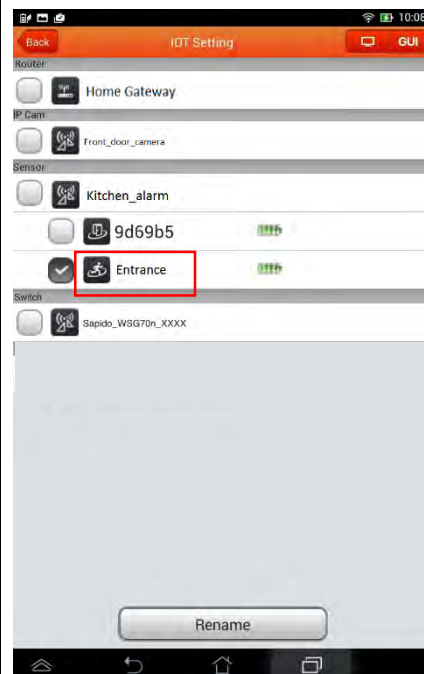 10:08
Back IOT Setting GUI
Router
Home Gateway
IP Cam
Front_door_camera
Sensor
Kitchen_alarm
9d69b5
Entrance
Switch
Sapido_WSG70n_XXXX
Rename